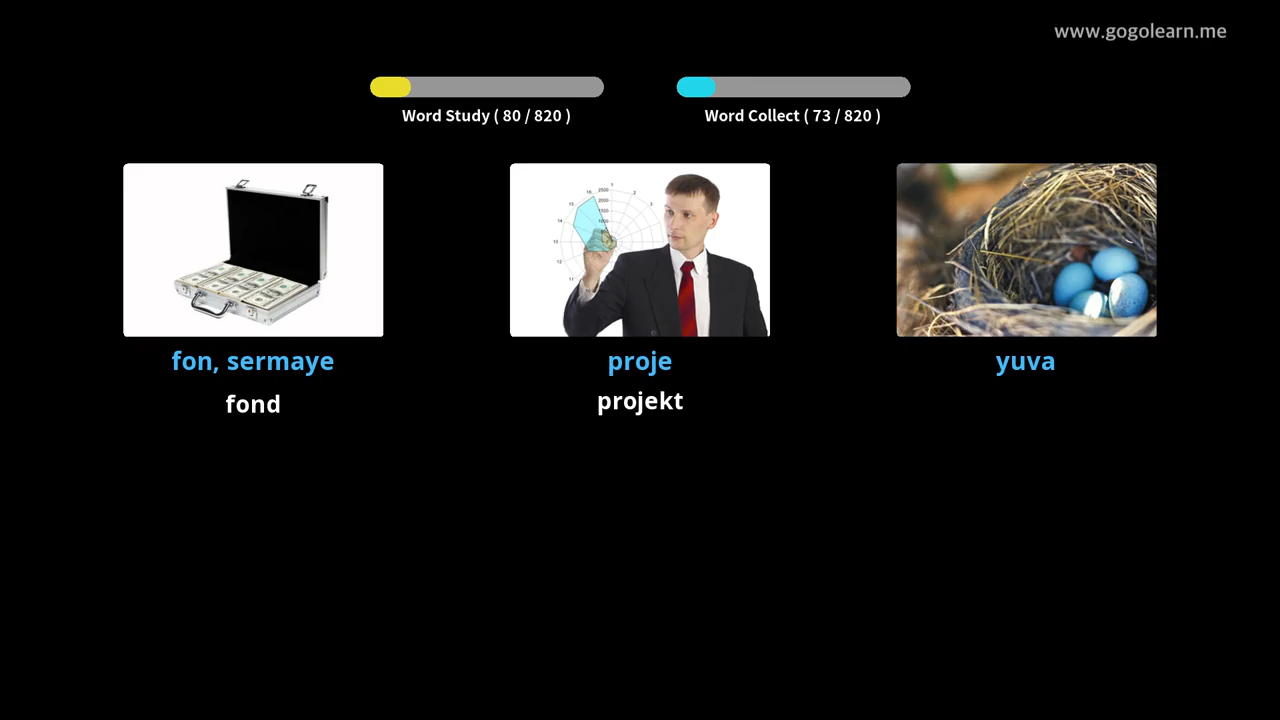 www.gogolearn.me
Word Study ( 80 / 820 )
Word Collect ( 73 / 820 )
fon, sermaye
proje
yuva
fond
projekt